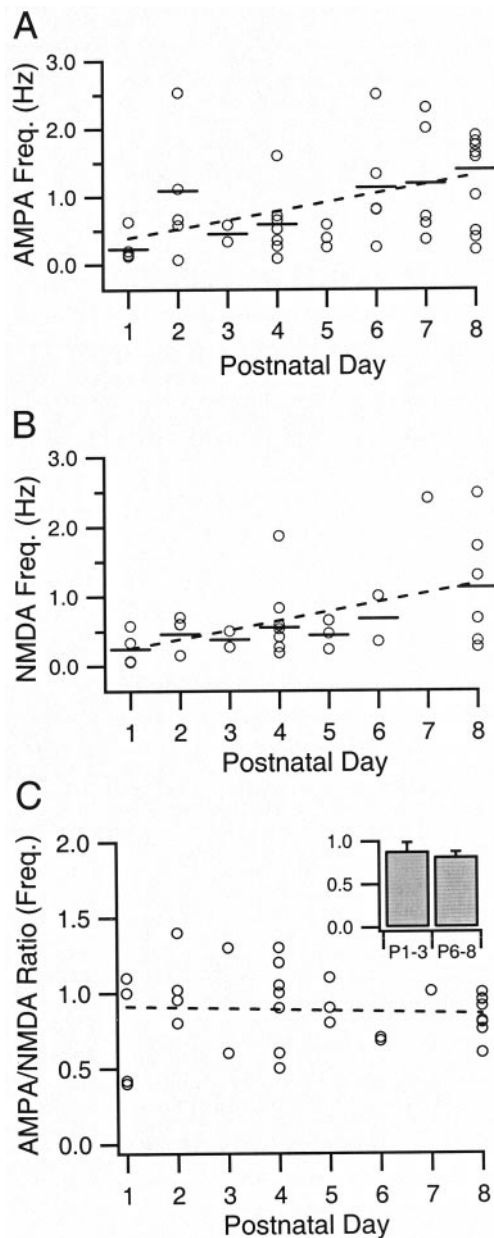 A
AMPA Freq. (Hz)
3.0
2.0
1.0
0.0
1 2 3 4 5 6 7 8
Postnatal Day
B
NMDA Freq. (Hz)
3.0
2.0
1.0
0.0
1 2 3 4 5 6 7 8
Postnatal Day
C
AMPA/NMDA Ratio (Freq.)
2.0
1.5
1.0
0.5
0.0
1.0
0.5
0.0
P1-3 P6-8
1 2 3 4 5 6 7 8
Postnatal Day